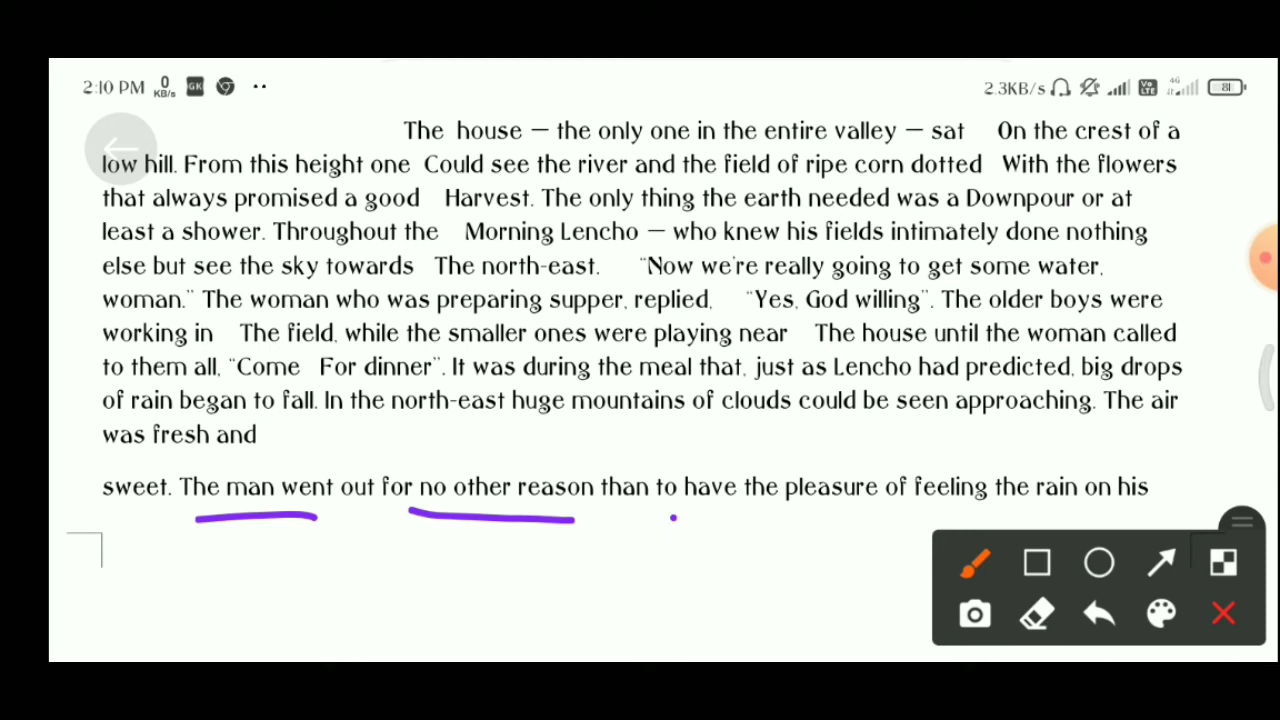 2:10 PM 0 KB/s GK ··
2.3KB/s Vo LTE 4G 81
The house – the only one in the entire valley – sat On the crest of a
low hill. From this height one Could see the river and the field of ripe corn dotted With the flowers
that always promised a good Harvest. The only thing the earth needed was a Downpour or at
least a shower. Throughout the Morning Lencho – who knew his fields intimately done nothing
else but see the sky towards The north-east. "Now we're really going to get some water,
woman." The woman who was preparing supper, replied, "Yes, God willing". The older boys were
working in The field, while the smaller ones were playing near The house until the woman called
to them all, "Come For dinner". It was during the meal that, just as Lencho had predicted, big drops
of rain began to fall. In the north-east huge mountains of clouds could be seen approaching. The air
was fresh and
sweet. The man went out for no other reason than to have the pleasure of feeling the rain on his